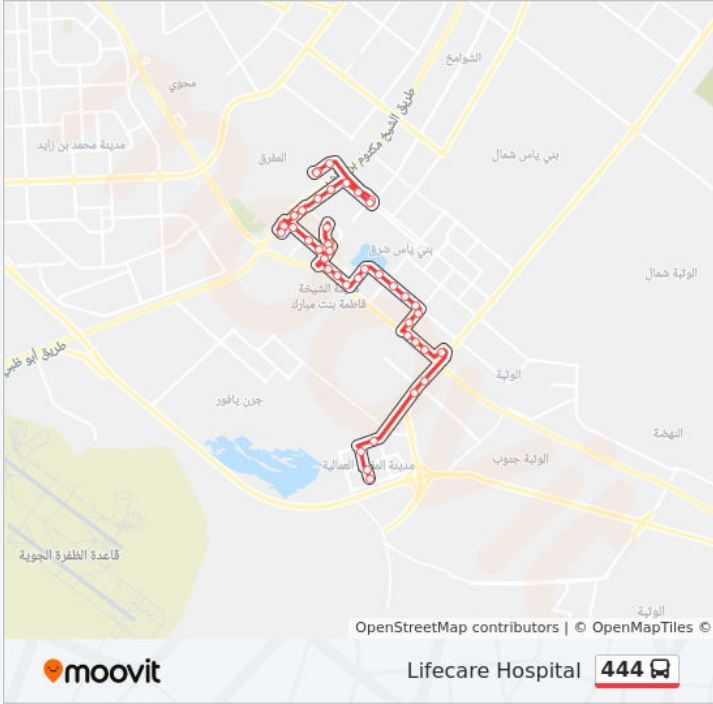 الشوامخ
محوي
طريق الشيخ مكتوم بن
مدينة محمد بن زايد
المفرق
بني ياس شمال
بني ياس شرق
الوثبة شمال
الشيخة
فاطمة بنت مبارك
طريق أبو ظبي
الوثبة
جرن يافور
النهضة
الوثبة جنوب
مدينة العمالية
قاعدة الظفرة الجوية
الوثبة
OpenStreetMap contributors | © OpenMapTiles ©
moovit
Lifecare Hospital
444